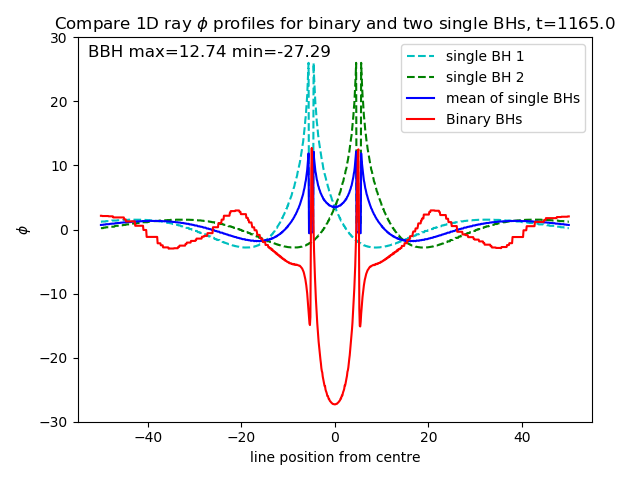 Compare 1D ray ϕ profiles for binary and two single BHs, t=1165.0
BBH max=12.74 min=-27.29
single BH 1
single BH 2
mean of single BHs
Binary BHs
30
20
10
0
−10
−20
−30
ϕ
−40
−20
0
20
40
line position from centre